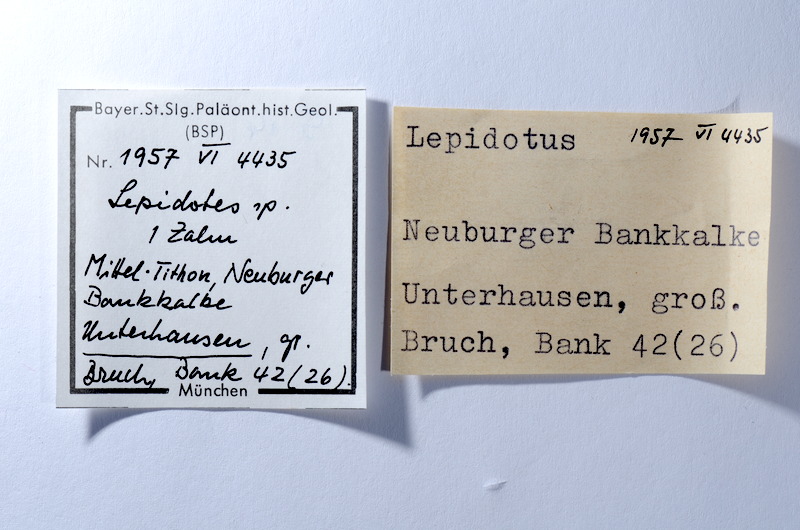 Bayer.St.Slg.Paläont.hist.Geol.
(BSP)
Nr. 1957 VI 4435
Lepidotes sp.
1 Zahn
Mittel-Tithon, Neuburger
Bankkalke
Unterhausen, gr.
Bruch, Bank 42(26).
München
Lepidotus 1957 VI 4435
Neuburger Bankkalke
Unterhausen, groß.
Bruch, Bank 42(26)